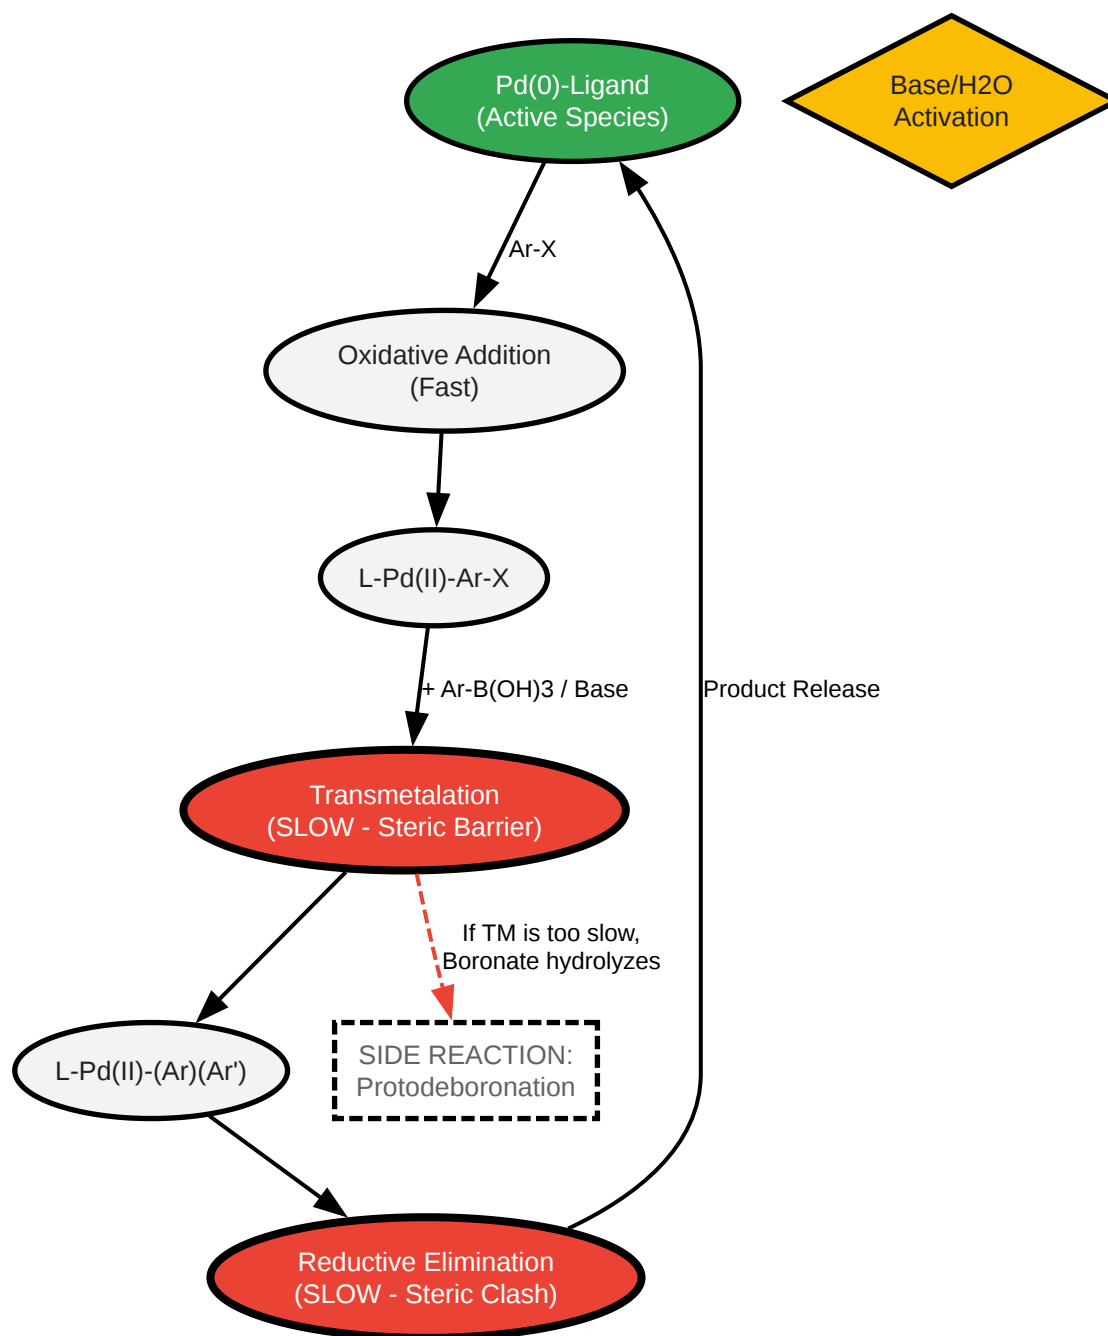 Pd(0)-Ligand
(Active Species)
Base/H2O
Activation
Ar-X
Oxidative Addition
(Fast)
L-Pd(II)-Ar-X
+ Ar-B(OH)3 / Base
Product Release
Transmetalation
(SLOW - Steric Barrier)
If TM is too slow,
Boronate hydrolyzes
L-Pd(II)-(Ar)(Ar')
SIDE REACTION:
Protodeboronation
Reductive Elimination
(SLOW - Steric Clash)